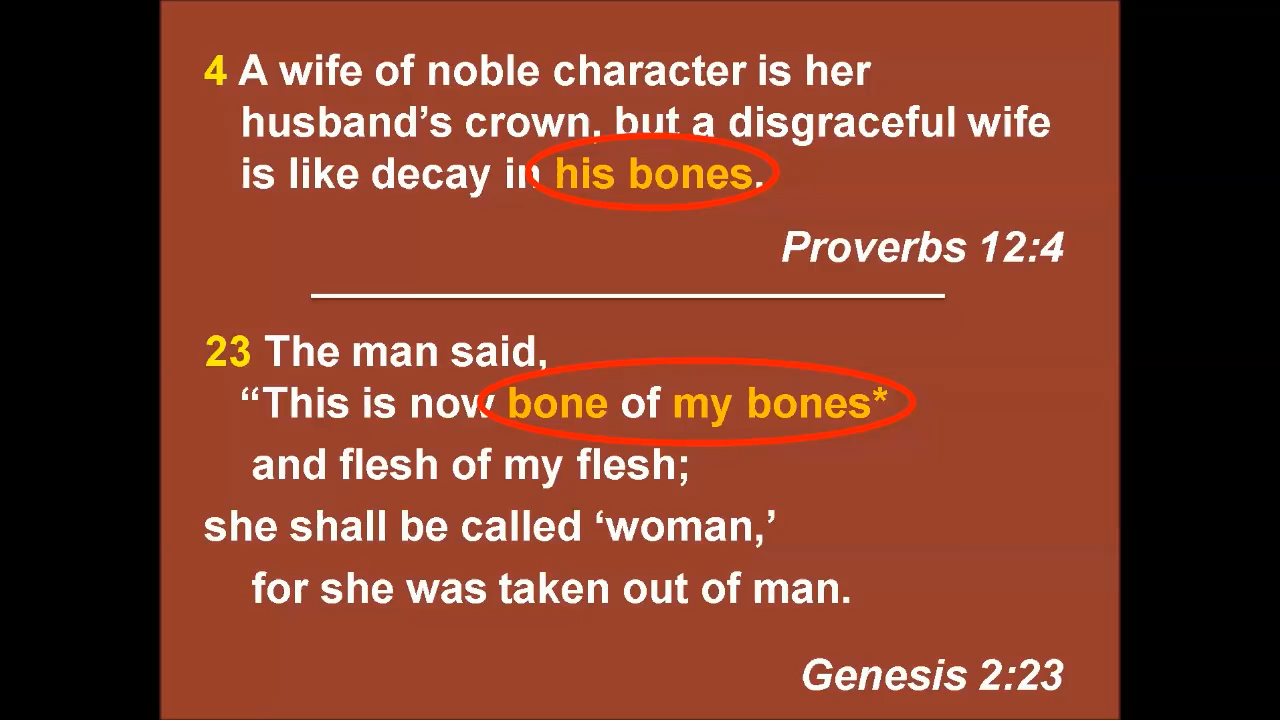 4 A wife of noble character is her
husband’s crown, but a disgraceful wife
is like decay in his bones.
Proverbs 12:4
23 The man said,
“This is now bone of my bones*
and flesh of my flesh;
she shall be called ‘woman,’
for she was taken out of man.
Genesis 2:23